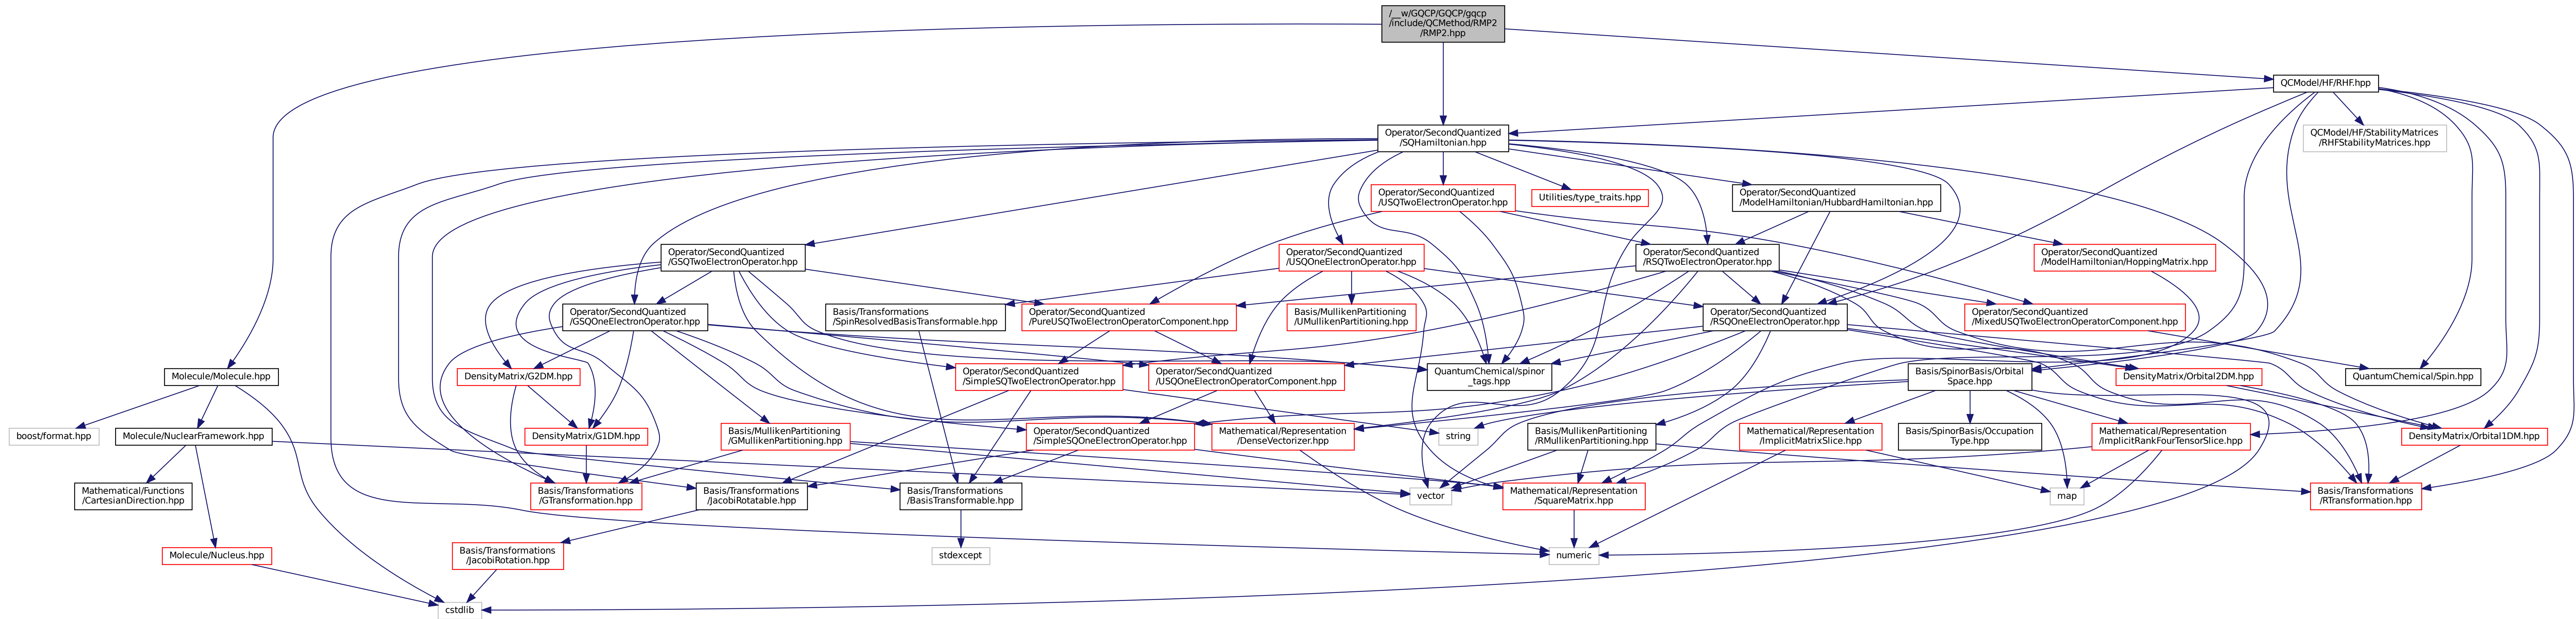 /__w/GQCP/GQCP/gqcp
/include/QCMethod/RMP2
/RMP2.hpp
QCModel/HF/RHF.hpp
Operator/SecondQuantized
/SQHamiltonian.hpp
QCModel/HF/StabilityMatrices
/RHFStabilityMatrices.hpp
Operator/SecondQuantized
/USQTwoElectronOperator.hpp
Utilities/type_traits.hpp
Operator/SecondQuantized
/ModelHamiltonian/HubbardHamiltonian.hpp
Operator/SecondQuantized
/GSQTwoElectronOperator.hpp
Operator/SecondQuantized
/USQOneElectronOperator.hpp
Operator/SecondQuantized
/RSQTwoElectronOperator.hpp
Operator/SecondQuantized
/ModelHamiltonian/HoppingMatrix.hpp
Operator/SecondQuantized
/GSQOneElectronOperator.hpp
Basis/Transformations
/SpinResolvedBasisTransformable.hpp
Operator/SecondQuantized
/PureUSQTwoElectronOperatorComponent.hpp
Basis/MullikenPartitioning
/UMullikenPartitioning.hpp
Operator/SecondQuantized
/RSQOneElectronOperator.hpp
Operator/SecondQuantized
/MixedUSQTwoElectronOperatorComponent.hpp
Molecule/Molecule.hpp
DensityMatrix/G2DM.hpp
Operator/SecondQuantized
/SimpleSQTwoElectronOperator.hpp
Operator/SecondQuantized
/USQOneElectronOperatorComponent.hpp
QuantumChemical/spinor
_tags.hpp
Basis/SpinorBasis/Orbital
Space.hpp
DensityMatrix/Orbital2DM.hpp
QuantumChemical/Spin.hpp
boost/format.hpp
Molecule/NuclearFramework.hpp
DensityMatrix/G1DM.hpp
Basis/MullikenPartitioning
/GMullikenPartitioning.hpp
Operator/SecondQuantized
/SimpleSQOneElectronOperator.hpp
Mathematical/Representation
/DenseVectorizer.hpp
string
Basis/MullikenPartitioning
/RMullikenPartitioning.hpp
Mathematical/Representation
/ImplicitMatrixSlice.hpp
Basis/SpinorBasis/Occupation
Type.hpp
Mathematical/Representation
/ImplicitRankFourTensorSlice.hpp
DensityMatrix/Orbital1DM.hpp
Mathematical/Functions
/CartesianDirection.hpp
Basis/Transformations
/GTransformation.hpp
Basis/Transformations
/JacobiRotatable.hpp
Basis/Transformations
/BasisTransformable.hpp
vector
Mathematical/Representation
/SquareMatrix.hpp
map
Basis/Transformations
/RTransformation.hpp
Molecule/Nucleus.hpp
Basis/Transformations
/JacobiRotation.hpp
stdexcept
numeric
cstdlib